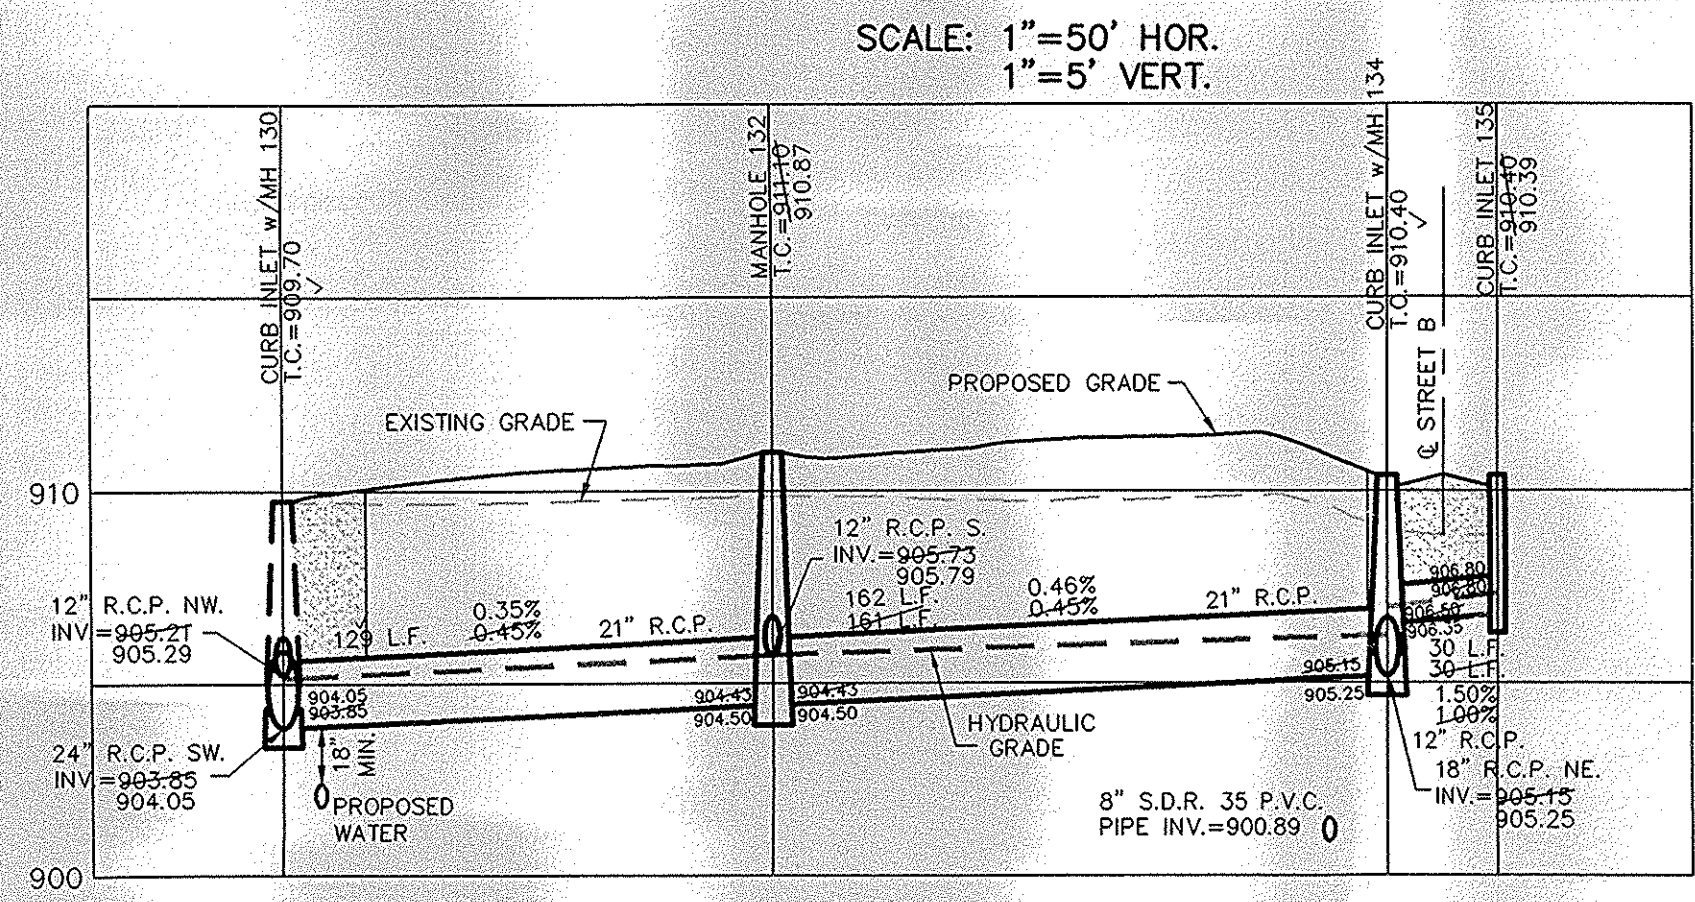 SCALE: 1"=50' HOR.
1"=5' VERT.
CURB INLET w/MH 130
T.C.=909.70
MANHOLE 132
T.C.=911.10
910.87
CURB INLET w/MH 134
T.C.=910.40
℄ STREET B
CURB INLET 135
T.C.=910.40
910.39
EXISTING GRADE
PROPOSED GRADE
910
12" R.C.P. NW.
INV.=905.21
905.29
129 L.F.
0.35%
0.45%
21" R.C.P.
12" R.C.P. S.
INV.=905.73
905.79
162 L.F.
161 L.F.
0.46%
0.45%
21" R.C.P.
906.80
906.80
906.50
906.35
30 L.F.
30 L.F.
1.50%
1.00%
12" R.C.P.
904.05
903.85
904.43
904.50
904.43
904.50
905.15
905.25
HYDRAULIC
GRADE
24" R.C.P. SW.
INV.=903.85
904.05
18"
MIN.
PROPOSED
WATER
8" S.D.R. 35 P.V.C.
PIPE INV.=900.89
18" R.C.P. NE.
INV.=905.15
905.25
900